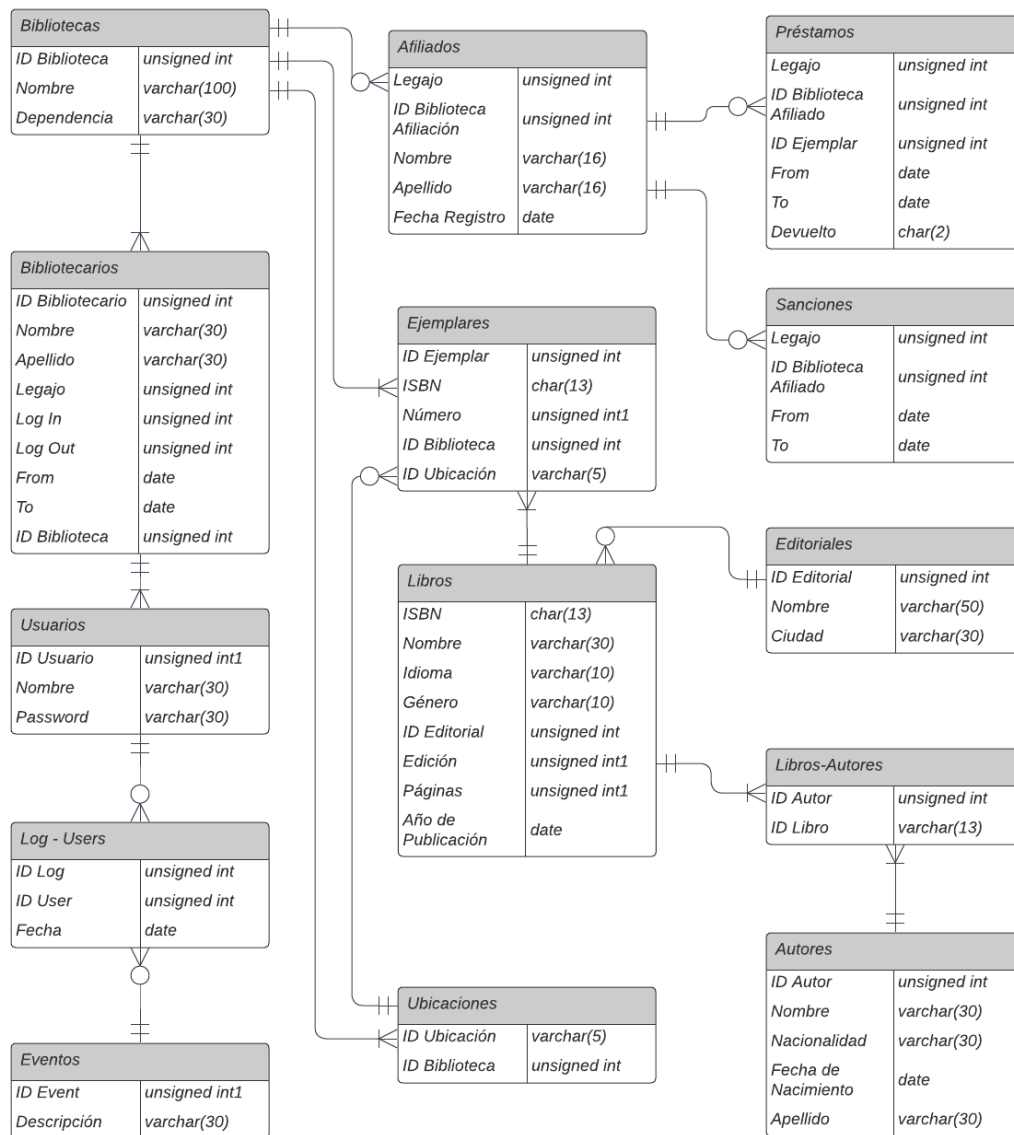 Bibliotecas
ID Biblioteca unsigned int
Nombre varchar(100)
Dependencia varchar(30)
Bibliotecarios
ID Bibliotecario unsigned int
Nombre varchar(30)
Apellido varchar(30)
Legajo unsigned int
Log In unsigned int
Log Out unsigned int
From date
To date
ID Biblioteca unsigned int
Usuarios
ID Usuario unsigned int1
Nombre varchar(30)
Password varchar(30)
Log - Users
ID Log unsigned int
ID User unsigned int
Fecha date
Eventos
ID Event unsigned int1
Descripción varchar(30)
Afiliados
Legajo unsigned int
ID Biblioteca
Afiliación unsigned int
Nombre varchar(16)
Apellido varchar(16)
Fecha Registro date
Ejemplares
ID Ejemplar unsigned int
ISBN char(13)
Número unsigned int1
ID Biblioteca unsigned int
ID Ubicación varchar(5)
Libros
ISBN char(13)
Nombre varchar(30)
Idioma varchar(10)
Género varchar(10)
ID Editorial unsigned int
Edición unsigned int1
Páginas unsigned int1
Año de
Publicación date
Ubicaciones
ID Ubicación varchar(5)
ID Biblioteca unsigned int
Préstamos
Legajo unsigned int
ID Biblioteca
Afiliado unsigned int
ID Ejemplar unsigned int
From date
To date
Devuelto char(2)
Sanciones
Legajo unsigned int
ID Biblioteca
Afiliado unsigned int
From date
To date
Editoriales
ID Editorial unsigned int
Nombre varchar(50)
Ciudad varchar(30)
Libros-Autores
ID Autor unsigned int
ID Libro varchar(13)
Autores
ID Autor unsigned int
Nombre varchar(30)
Nacionalidad varchar(30)
Fecha de
Nacimiento date
Apellido varchar(30)